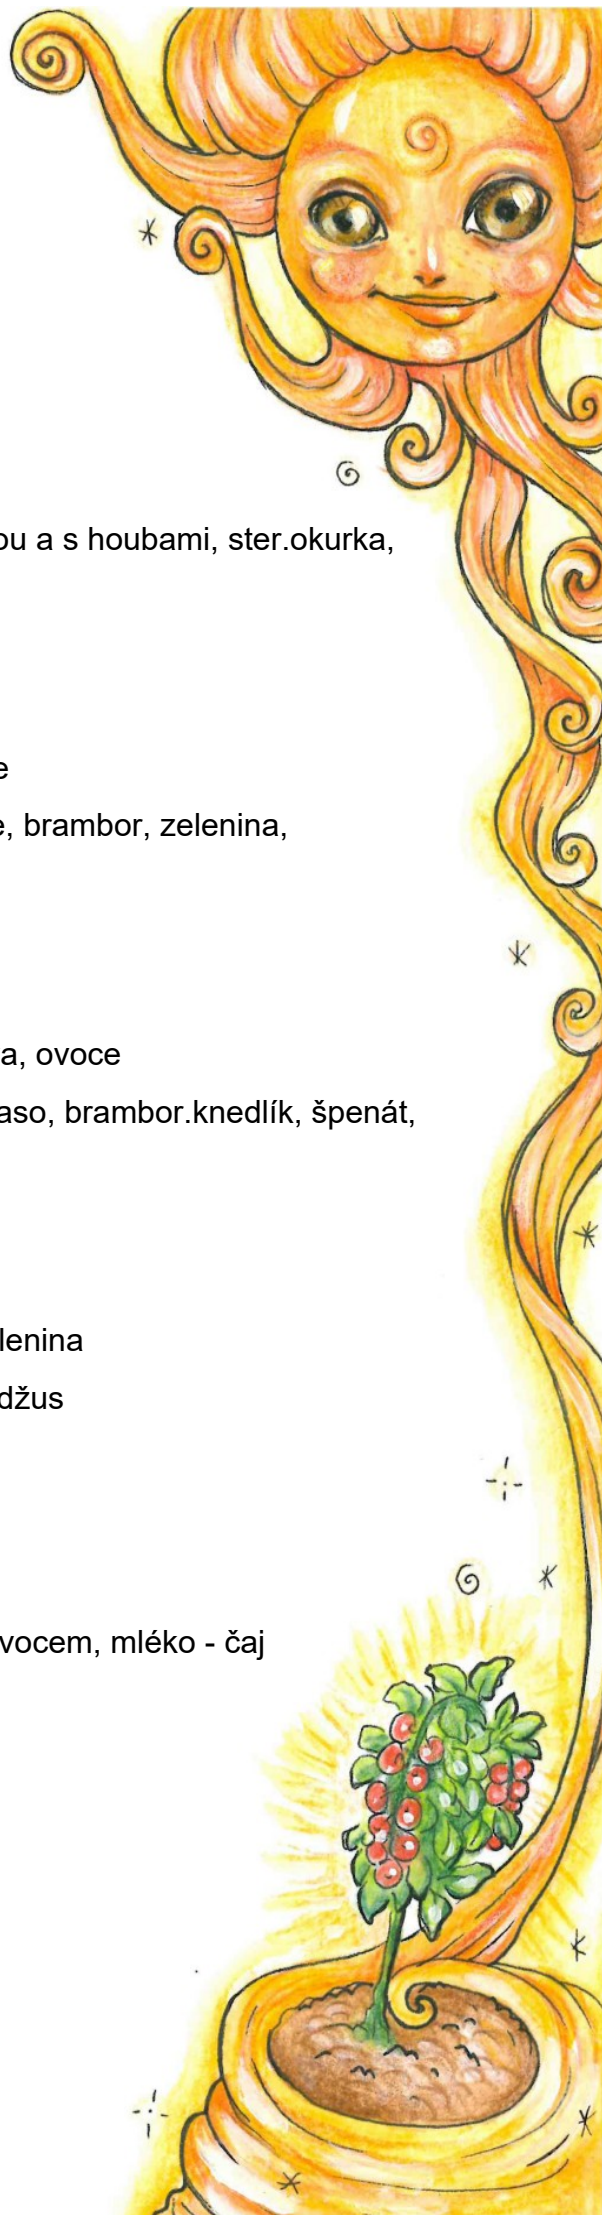 ou a s houbami, ster.okurka,
e
e, brambor, zelenina,
a, ovoce
aso, brambor.knedlík, špenát,
lenina
džus
vocem, mléko - čaj